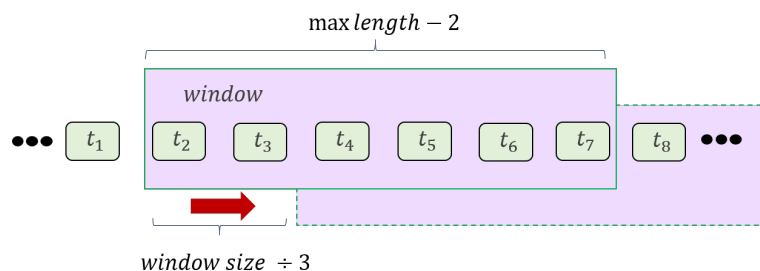 max length − 2
window
••• t₁ t₂ t₃ t₄ t₅ t₆ t₇ t₈ •••
window size ÷ 3